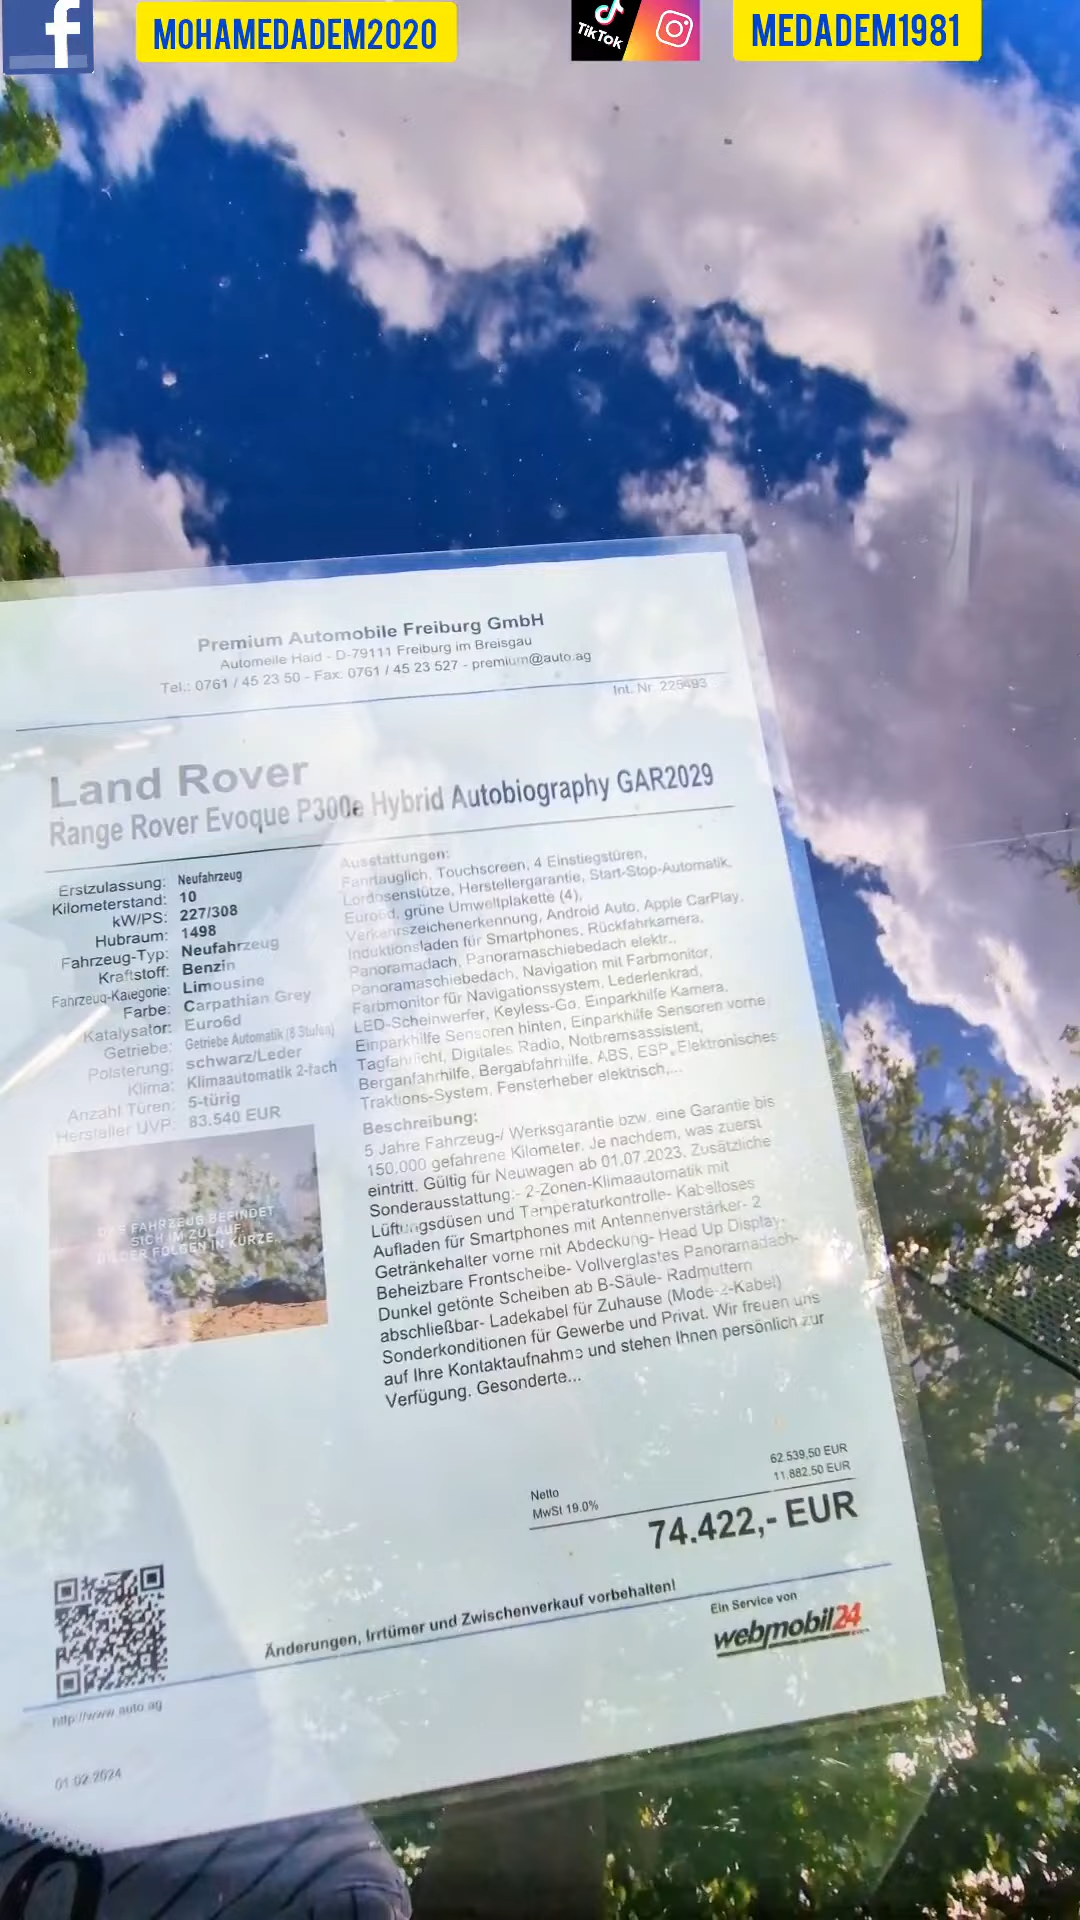 MOHAMEDADEM2020
TikTok
MEDADEM1981
Premium Automobile Freiburg GmbH
Automeile Haid - D-79111 Freiburg im Breisgau
Tel.: 0761 / 45 23 50 - Fax: 0761 / 45 23 527 - premium@auto.ag
Int. Nr. 225493
Land Rover
Range Rover Evoque P300e Hybrid Autobiography GAR2029
Erstzulassung: Neufahrzeug
Kilometerstand: 10
kW/PS: 227/308
Hubraum: 1498
Fahrzeug-Typ: Neufahrzeug
Kraftstoff: Benzin
Fahrzeug-Kategorie: Limousine
Farbe: Carpathian Grey
Katalysator: Euro6d
Getriebe: Getriebe Automatik (8 Stufen)
Polsterung: schwarz/Leder
Klima: Klimaautomatik 2-fach
Anzahl Türen: 5-türig
Hersteller UVP: 83.540 EUR
DAS FAHRZEUG BEFINDET
SICH IM ZULAUF.
BILDER FOLGEN IN KÜRZE.
Ausstattungen:
Fahrtauglich, Touchscreen, 4 Einstiegstüren,
Lordosenstütze, Herstellergarantie, Start-Stop-Automatik,
Euro6d, grüne Umweltplakette (4),
Verkehrszeichenerkennung, Android Auto, Apple CarPlay,
Induktionsladen für Smartphones, Rückfahrkamera,
Panoramadach, Panoramaschiebedach elektr.,
Panoramaschiebedach, Navigation mit Farbmonitor,
Farbmonitor für Navigationssystem, Lederlenkrad,
LED-Scheinwerfer, Keyless-Go, Einparkhilfe Kamera,
Einparkhilfe Sensoren hinten, Einparkhilfe Sensoren vorne
Tagfahrlicht, Digitales Radio, Notbremsassistent,
Berganfahrhilfe, Bergabfahrhilfe, ABS, ESP, Elektronisches
Traktions-System, Fensterheber elektrisch,...
Beschreibung:
5 Jahre Fahrzeug-/ Werksgarantie bzw. eine Garantie bis
150.000 gefahrene Kilometer. Je nachdem, was zuerst
eintritt. Gültig für Neuwagen ab 01.07.2023. Zusätzliche
Sonderausstattung:- 2-Zonen-Klimaautomatik mit
Lüftungsdüsen und Temperaturkontrolle- Kabelloses
Aufladen für Smartphones mit Antennenverstärker- 2
Getränkehalter vorne mit Abdeckung- Head Up Display-
Beheizbare Frontscheibe- Vollverglastes Panoramadach-
Dunkel getönte Scheiben ab B-Säule- Radmuttern
abschließbar- Ladekabel für Zuhause (Mode-2-Kabel)
Sonderkonditionen für Gewerbe und Privat. Wir freuen uns
auf Ihre Kontaktaufnahme und stehen Ihnen persönlich zur
Verfügung. Gesonderte...
Netto 62.539,50 EUR
MwSt 19.0% 11.882,50 EUR
74.422,- EUR
Änderungen, Irrtümer und Zwischenverkauf vorbehalten!
Ein Service von
webmobil24
http://www.auto.ag
01.02.2024